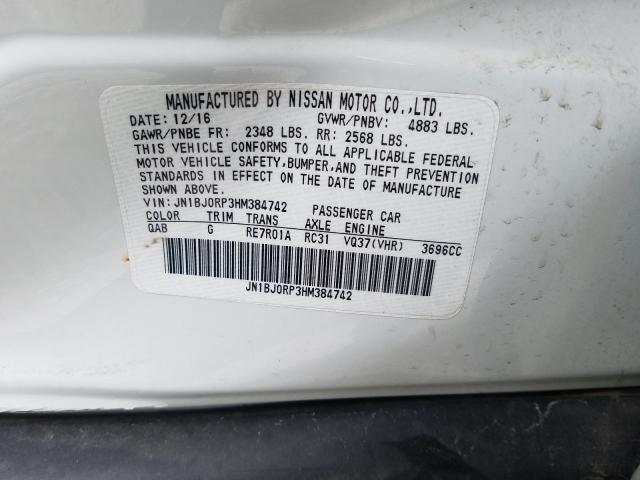 MANUFACTURED BY NISSAN MOTOR CO.,LTD.
DATE: 12/16 GVWR/PNBV: 4883 LBS.
GAWR/PNBE FR: 2348 LBS. RR: 2568 LBS.
THIS VEHICLE CONFORMS TO ALL APPLICABLE FEDERAL
MOTOR VEHICLE SAFETY,BUMPER,AND THEFT PREVENTION
STANDARDS IN EFFECT ON THE DATE OF MANUFACTURE
SHOWN ABOVE.
VIN: JN1BJ0RP3HM384742 PASSENGER CAR
COLOR TRIM TRANS AXLE ENGINE
QAB G RE7R01A RC31 VQ37(VHR) 3696CC
JN1BJ0RP3HM384742